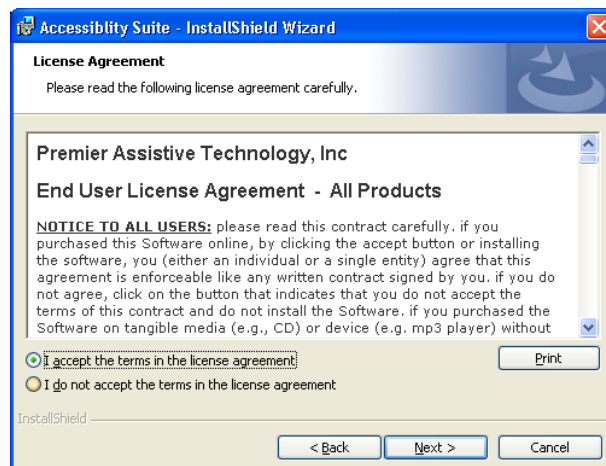 Accessiblity Suite - InstallShield Wizard
License Agreement
Please read the following license agreement carefully.
Premier Assistive Technology, Inc
End User License Agreement - All Products
NOTICE TO ALL USERS: please read this contract carefully. if you
purchased this Software online, by clicking the accept button or installing
the software, you (either an individual or a single entity) agree that this
agreement is enforceable like any written contract signed by you. if you do
not agree, click on the button that indicates that you do not accept the
terms of this contract and do not install the Software. if you purchased the
Software on tangible media (e.g., CD) or device (e.g. mp3 player) without
I accept the terms in the license agreement
Print
I do not accept the terms in the license agreement
InstallShield
< Back
Next >
Cancel